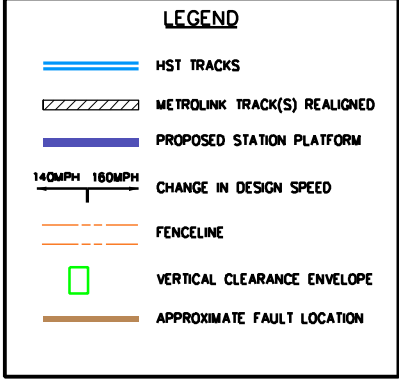 LEGEND
HST TRACKS
METROLINK TRACK(S) REALIGNED
PROPOSED STATION PLATFORM
140MPH 160MPH CHANGE IN DESIGN SPEED
FENCELINE
VERTICAL CLEARANCE ENVELOPE
APPROXIMATE FAULT LOCATION